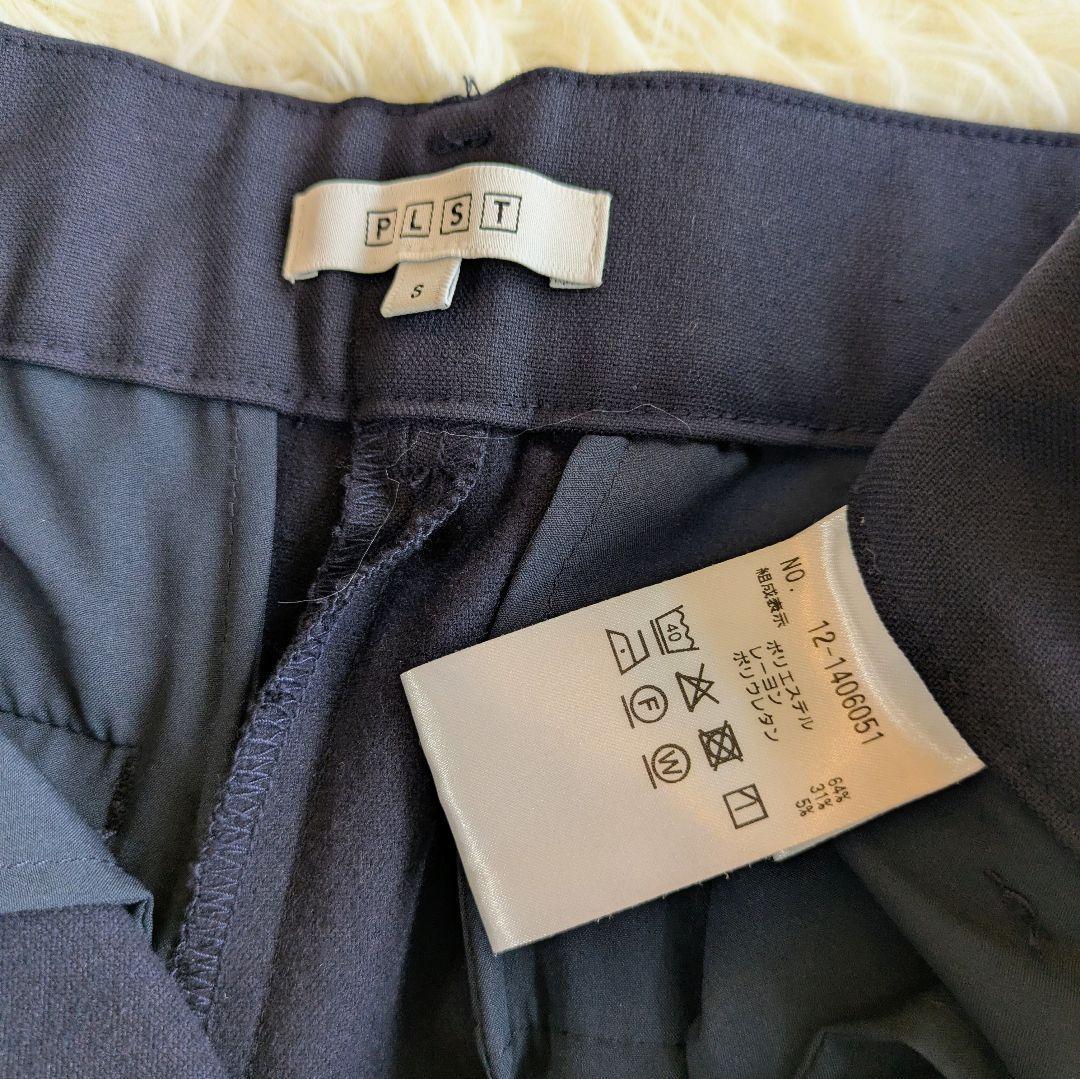 PLST
S
NO. 12-1406051
組成表示 ポリエステル 64%
レーヨン 31%
ポリウレタン 5%
40
F
W